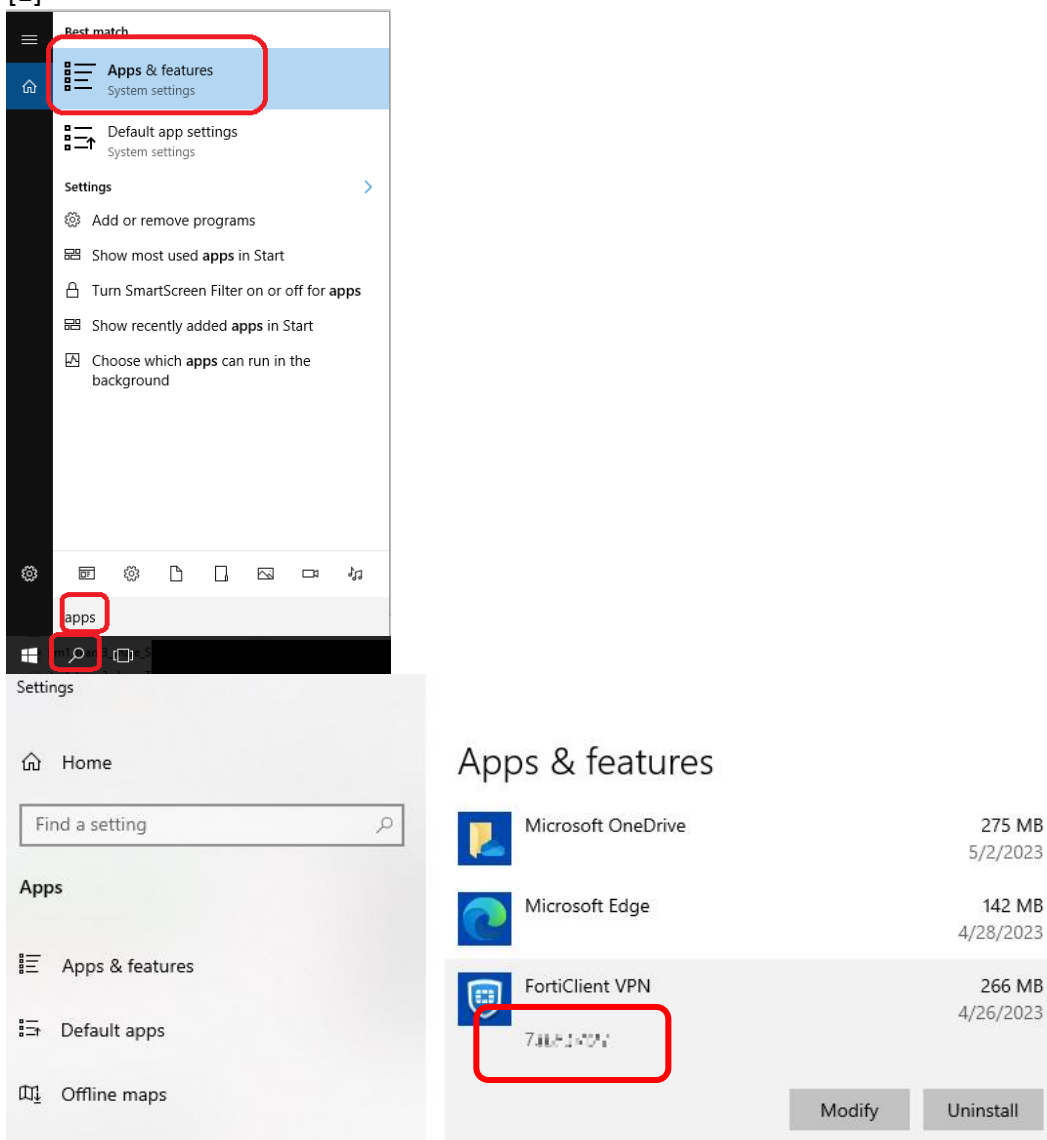 Best match
Apps & features
System settings
Default app settings
System settings
Settings
Add or remove programs
Show most used apps in Start
Turn SmartScreen Filter on or off for apps
Show recently added apps in Start
Choose which apps can run in the
background
apps
Settings
Home
Find a setting
Apps
Apps & features
Default apps
Offline maps
Apps & features
Microsoft OneDrive
275 MB
5/2/2023
Microsoft Edge
142 MB
4/28/2023
FortiClient VPN
266 MB
4/26/2023
Modify
Uninstall